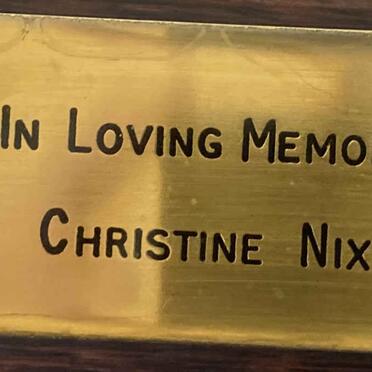 In Loving Memo
Christine Nix